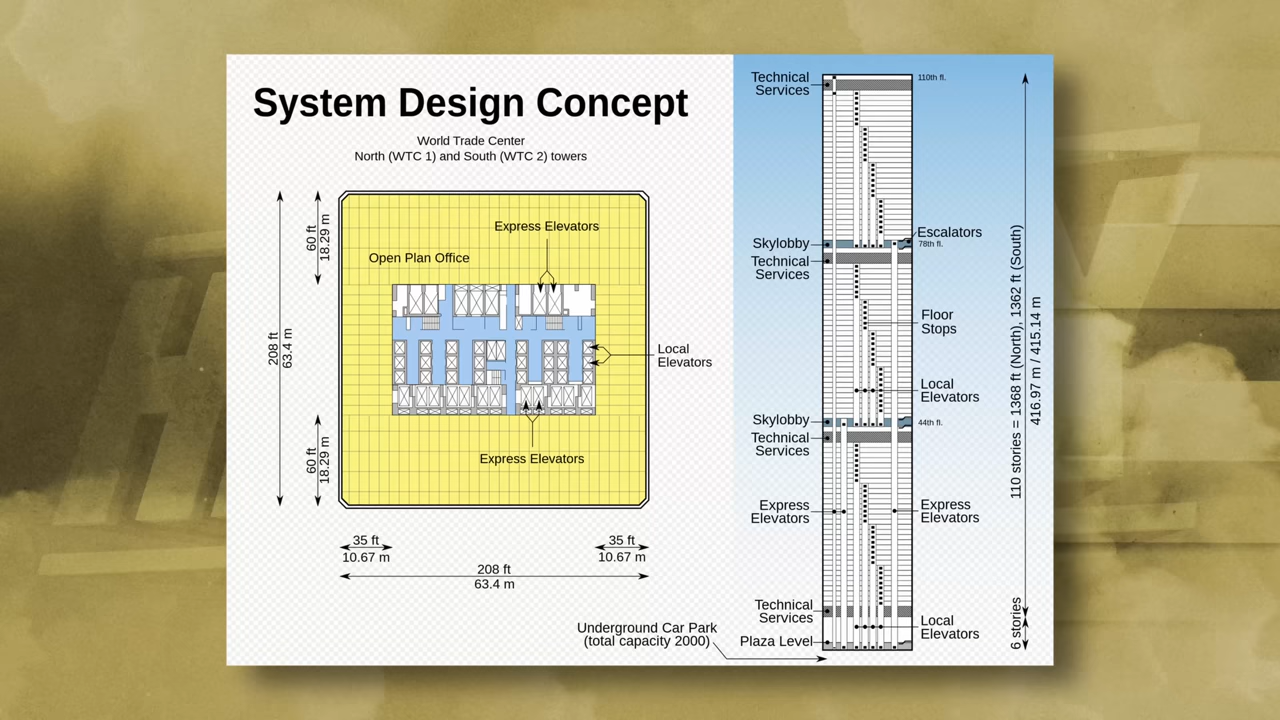 System Design Concept
World Trade Center
North (WTC 1) and South (WTC 2) towers
60 ft
18.29 m
208 ft
63.4 m
60 ft
18.29 m
Open Plan Office
Express Elevators
Local
Elevators
Express Elevators
35 ft
10.67 m
35 ft
10.67 m
208 ft
63.4 m
Underground Car Park
(total capacity 2000)
Technical
Services
110th fl.
Skylobby
Escalators
78th fl.
Technical
Services
Floor
Stops
Local
Elevators
Skylobby
44th fl.
Technical
Services
Express
Elevators
Express
Elevators
Technical
Services
Local
Elevators
Plaza Level
110 stories = 1368 ft (North), 1362 ft (South)
416.97 m / 415.14 m
6 stories